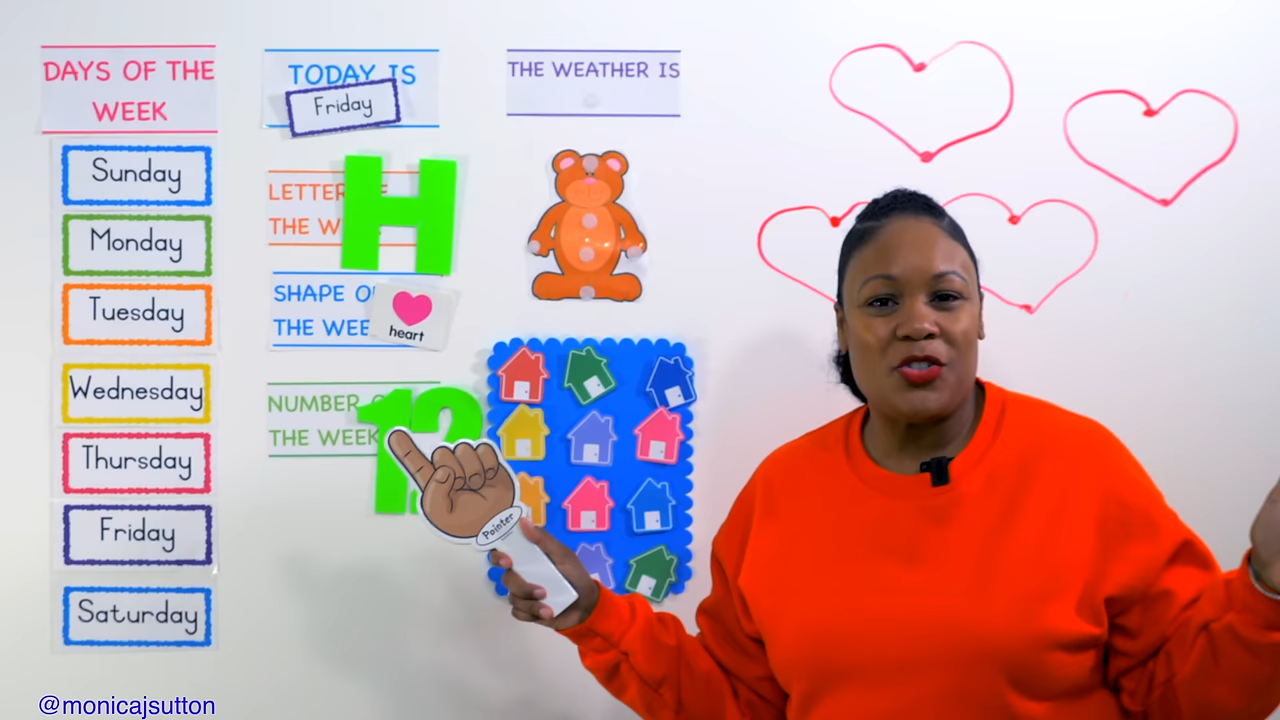 DAYS OF THE
WEEK
Sunday
Monday
Tuesday
Wednesday
Thursday
Friday
Saturday
TODAY IS
Friday
LETTER
THE W
H
SHAPE O
THE WEE
heart
NUMBER
THE WEEK
1?
Pointer
THE WEATHER IS
@monicajsutton